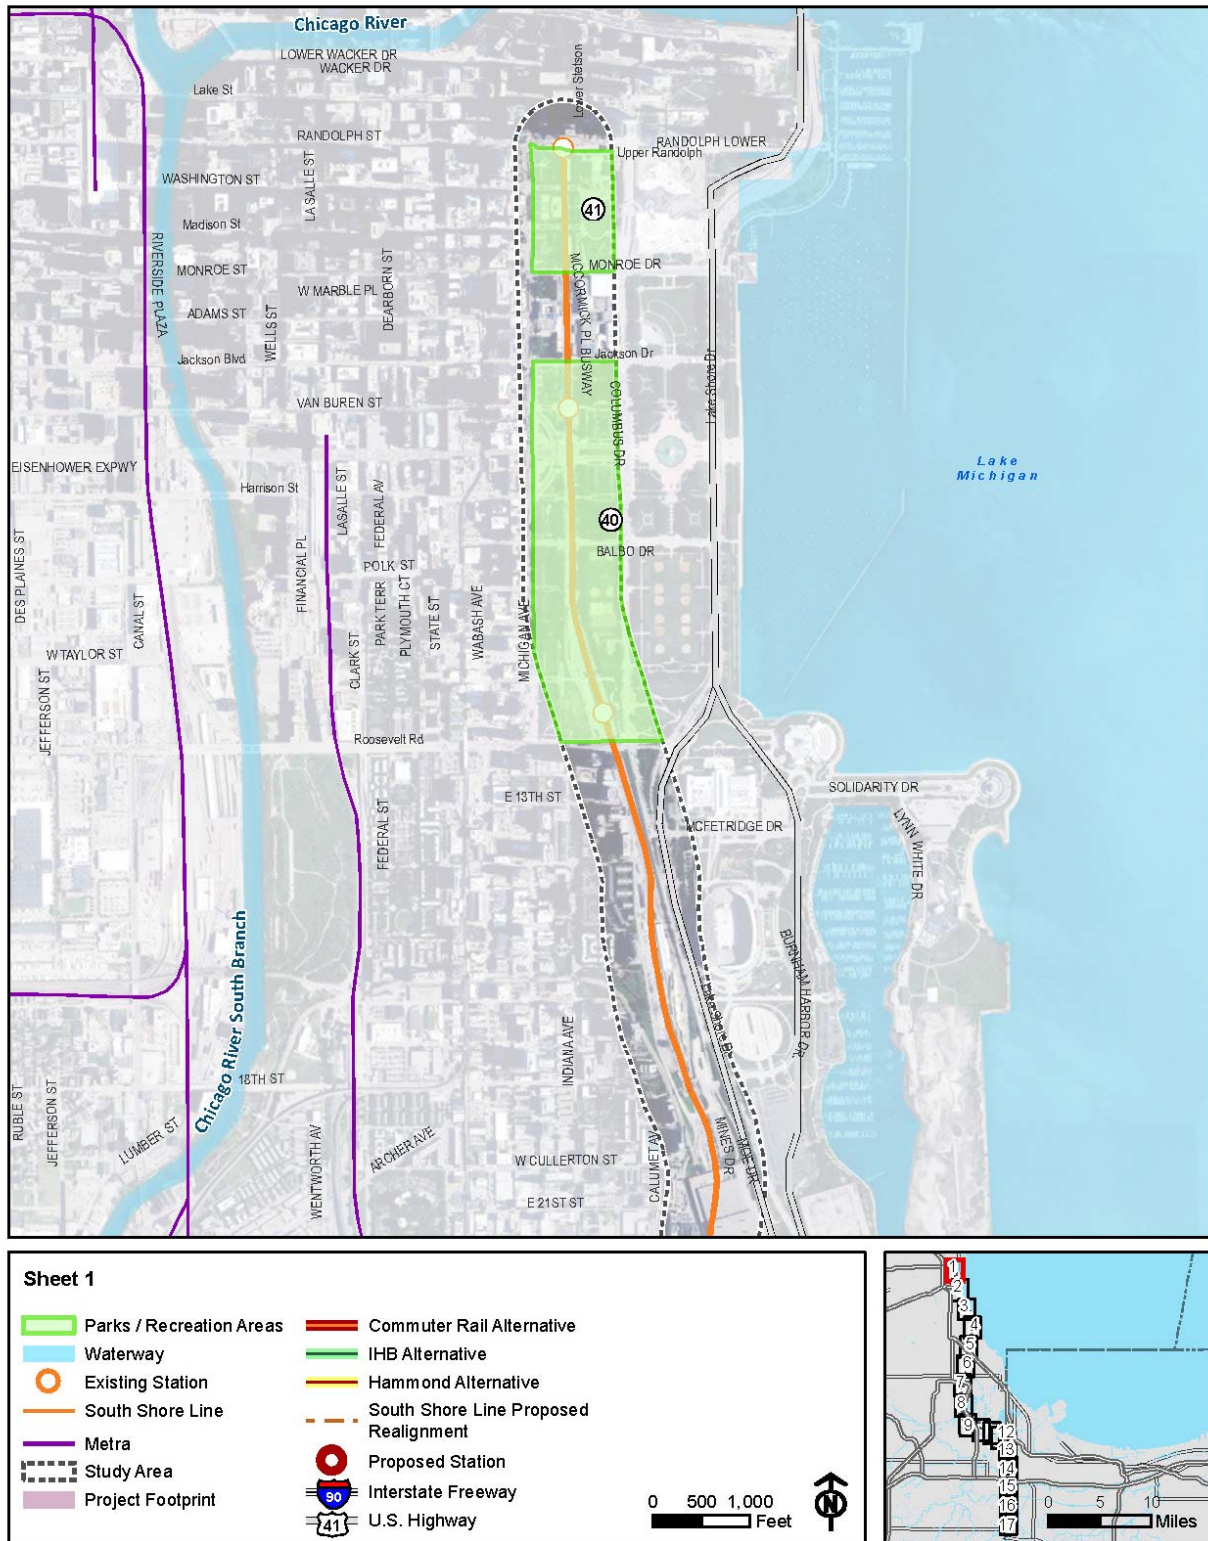 Chicago River
LOWER WACKER DR
WACKER DR
Lake St
Lower Stetson
RANDOLPH ST
RANDOLPH LOWER
Upper Randolph
LASALLE ST
WASHINGTON ST
41
Madison St
RIVERSIDE PLAZA
MONROE ST
MONROE DR
DEARBORN ST
W MARBLE PL
MCCORMICK PL BUSWAY
ADAMS ST
WELLS ST
Jackson Blvd
Jackson Dr
Lake Shore Dr
COLUMBUS DR
VAN BUREN ST
EISENHOWER EXPWY
Lake
Michigan
Harrison St
LASALLE ST
FEDERAL AV
40
BALBO DR
DES PLAINES ST
FINANCIAL PL
POLK ST
CANAL ST
PARK TERR
PLYMOUTH CT
STATE ST
WABASH AVE
MICHIGAN AVE
W TAYLOR ST
CLARK ST
JEFFERSON ST
Roosevelt Rd
SOLIDARITY DR
E 13TH ST
MCFETRIDGE DR
LYNN WHITE DR
FEDERAL ST
Chicago River South Branch
BURNHAM HARBOR DR
Lake Shore Dr
INDIANA AVE
18TH ST
RUBLE ST
JEFFERSON ST
LUMBER ST
WENTWORTH AV
ARCHER AVE
W CULLERTON ST
CALUMET AV
MINES DR
MOE DR
E 21ST ST
Sheet 1
Parks / Recreation Areas
Waterway
Existing Station
South Shore Line
Metra
Study Area
Project Footprint
Commuter Rail Alternative
IHB Alternative
Hammond Alternative
South Shore Line Proposed
Realignment
Proposed Station
90
Interstate Freeway
41
U.S. Highway
0 500 1,000
Feet
N
1
2
3
4
5
6
7
8
9
12
13
14
15
16
17
0 5 10
Miles